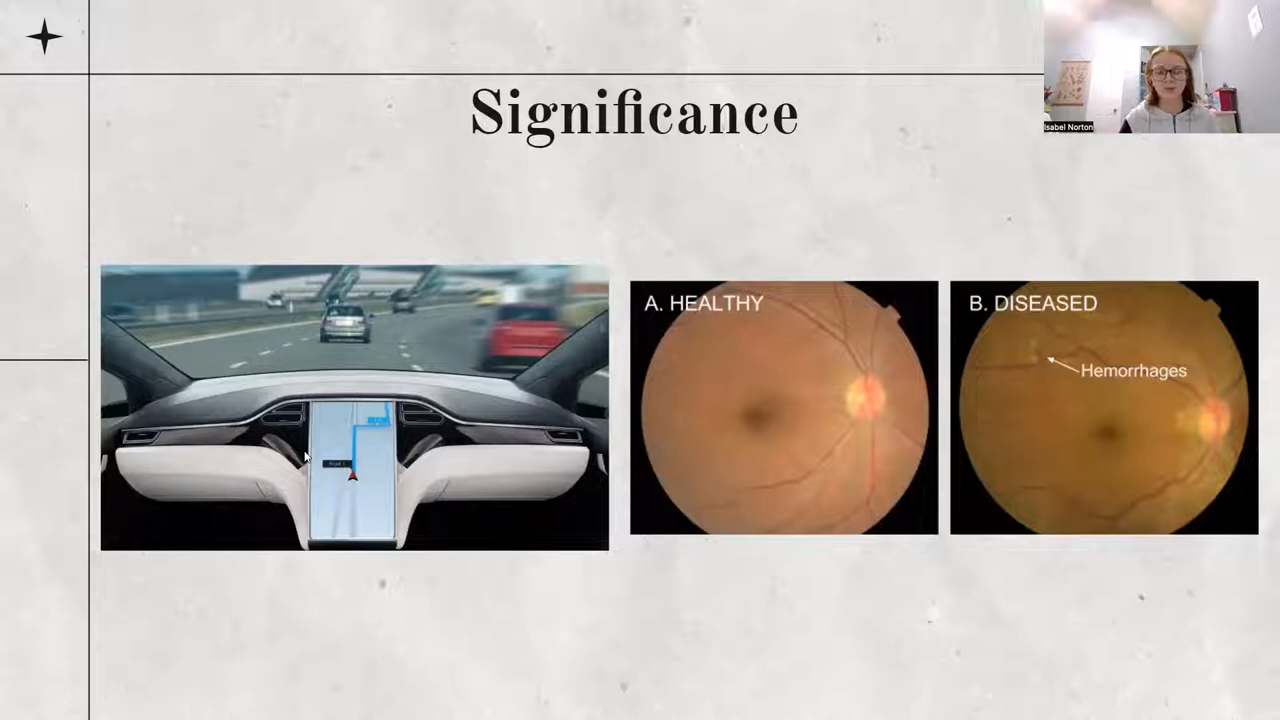 Significance
Isabel Norton
A. HEALTHY
B. DISEASED
Hemorrhages